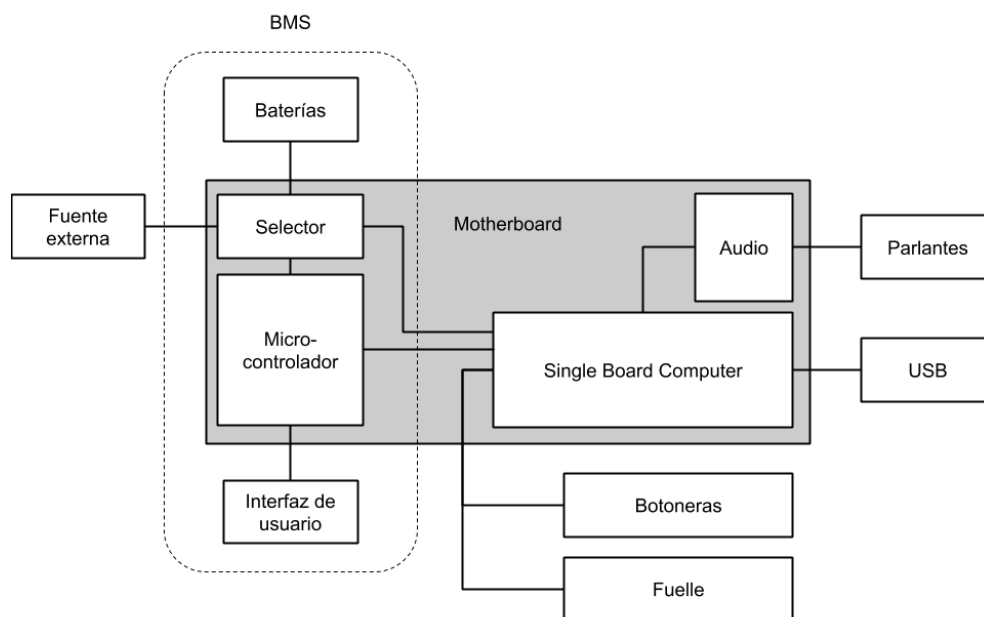 BMS
Baterías
Fuente
externa
Selector
Motherboard
Audio
Parlantes
Micro-
controlador
Single Board Computer
USB
Interfaz de
usuario
Botoneras
Fuelle